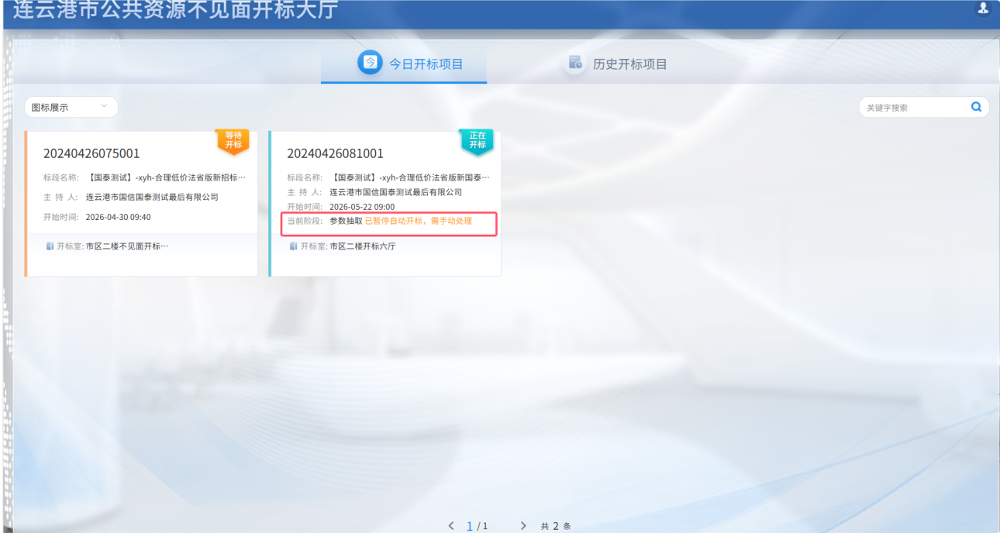 连云港市公共资源不见面开标大厅
今 今日开标项目
历史开标项目
图标展示
关键字搜索
等待
开标
20240426075001
标段名称: 【国泰测试】-xyh-合理低价法省版新招标…
主 持 人: 连云港市国信国泰测试最后有限公司
开始时间: 2026-04-30 09:40
开标室: 市区二楼不见面开标…
正在
开标
20240426081001
标段名称: 【国泰测试】-xyh-合理低价法省版新国泰…
主 持 人: 连云港市国信国泰测试最后有限公司
开始时间: 2026-05-22 09:00
当前阶段: 参数抽取 已暂停自动开标，需手动处理
开标室: 市区二楼开标六厅
1 / 1 共 2 条